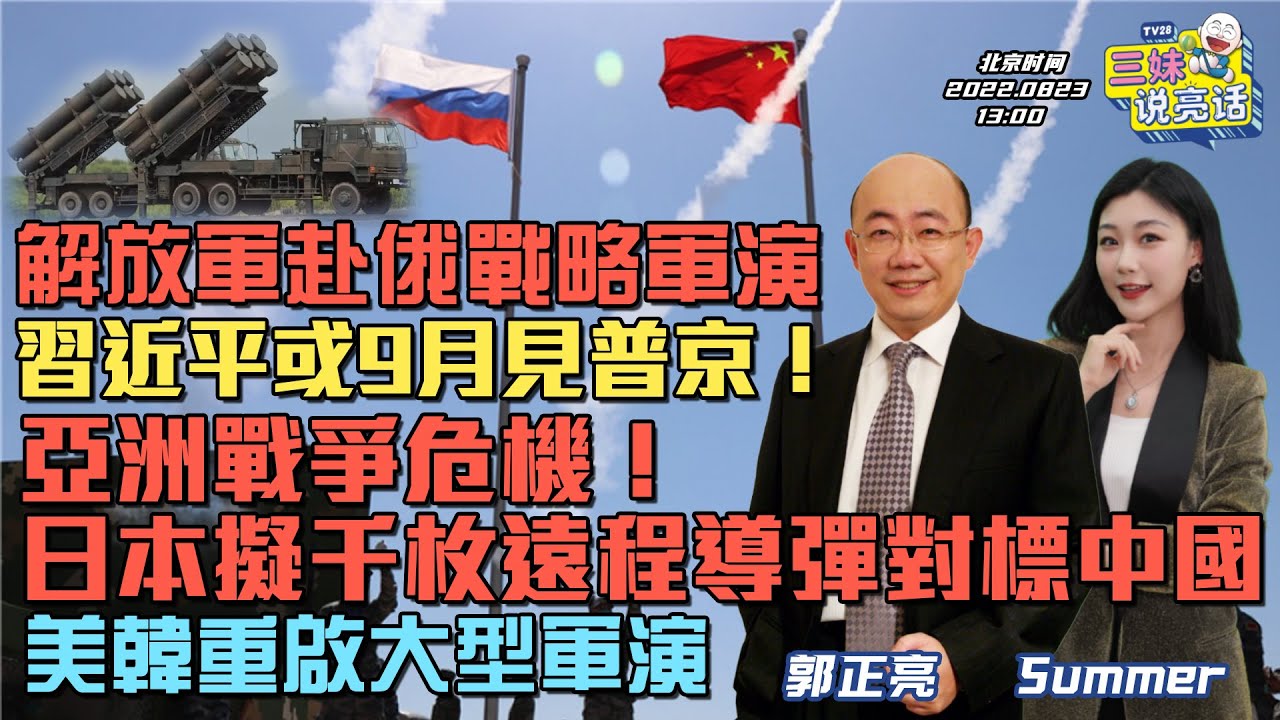 TV28
三妹
说亮话
北京时间
2022.0823
13:00
解放軍赴俄戰略軍演
習近平或9月見普京！
亞洲戰爭危機！
日本擬千枚遠程導彈對標中國
美韓重啟大型軍演
郭正亮
Summer